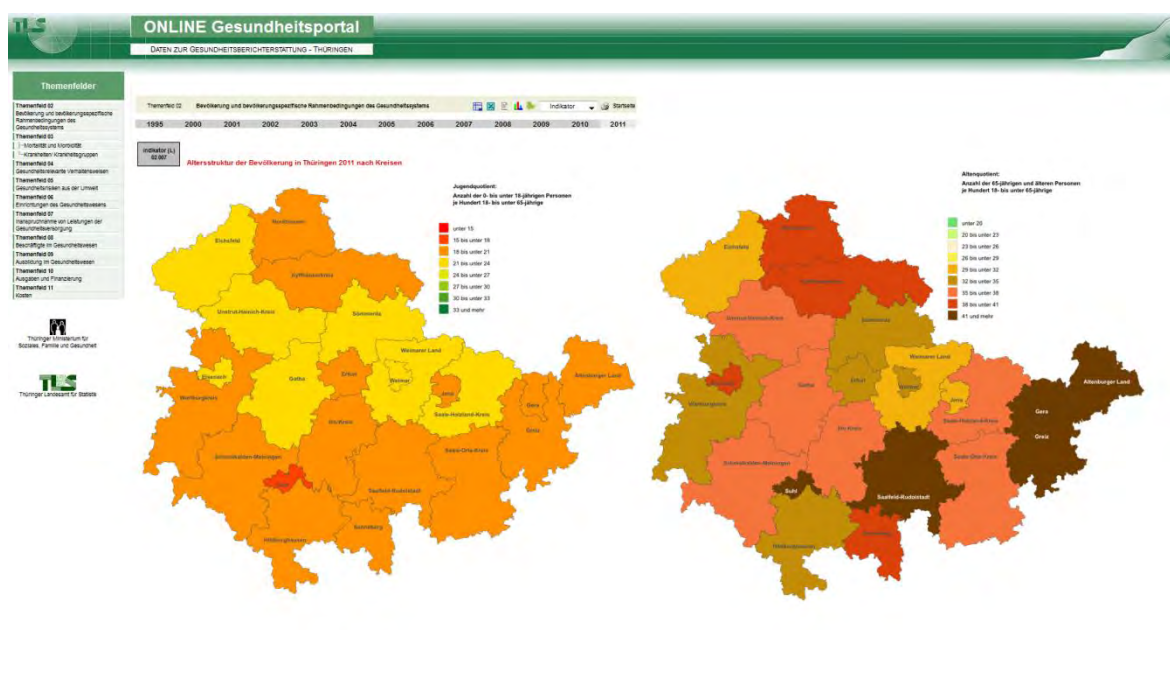 TLS
ONLINE Gesundheitsportal
DATEN ZUR GESUNDHEITSBERICHTERSTATTUNG - THÜRINGEN
Themenfelder
Themenfeld 02
Bevölkerung und bevölkerungsspezifische
Rahmenbedingungen des
Gesundheitssystems
Themenfeld 03
Mortalität und Morbidität
Krankheiten/ Krankheitsgruppen
Themenfeld 04
Gesundheitsrelevante Verhaltensweisen
Themenfeld 05
Gesundheitsrisiken aus der Umwelt
Themenfeld 06
Einrichtungen des Gesundheitswesens
Themenfeld 07
Inanspruchnahme von Leistungen der
Gesundheitsversorgung
Themenfeld 08
Beschäftigte im Gesundheitswesen
Themenfeld 09
Ausbildung im Gesundheitswesen
Themenfeld 10
Ausgaben und Finanzierung
Themenfeld 11
Kosten
Thüringer Ministerium für
Soziales, Familie und Gesundheit
TLS
Thüringer Landesamt für Statistik
Themenfeld 02 Bevölkerung und bevölkerungsspezifische Rahmenbedingungen des Gesundheitssystems Indikator Startseite
1995 2000 2001 2002 2003 2004 2005 2006 2007 2008 2009 2010 2011
Indikator (L)
02.007
Altersstruktur der Bevölkerung in Thüringen 2011 nach Kreisen
Jugendquotient:
Anzahl der 0- bis unter 18-jährigen Personen
je Hundert 18- bis unter 65-jährige
unter 15
15 bis unter 18
18 bis unter 21
21 bis unter 24
24 bis unter 27
27 bis unter 30
30 bis unter 33
33 und mehr
Nordhausen
Eichsfeld
Kyffhäuserkreis
Unstrut-Hainich-Kreis
Sömmerda
Weimarer Land
Eisenach
Gotha
Erfurt
Weimar
Altenburger Land
Wartburgkreis
Jena
Saale-Holzland-Kreis
Gera
Greiz
Ilm-Kreis
Schmalkalden-Meiningen
Saale-Orla-Kreis
Suhl
Saalfeld-Rudolstadt
Sonneberg
Hildburghausen
Altenquotient:
Anzahl der 65-jährigen und älteren Personen
je Hundert 18- bis unter 65-jährige
unter 20
20 bis unter 23
23 bis unter 26
26 bis unter 29
29 bis unter 32
32 bis unter 35
35 bis unter 38
38 bis unter 41
41 und mehr
Nordhausen
Eichsfeld
Kyffhäuserkreis
Unstrut-Hainich-Kreis
Sömmerda
Weimarer Land
Eisenach
Gotha
Erfurt
Weimar
Altenburger Land
Wartburgkreis
Jena
Saale-Holzland-Kreis
Gera
Greiz
Ilm-Kreis
Schmalkalden-Meiningen
Saale-Orla-Kreis
Suhl
Saalfeld-Rudolstadt
Sonneberg
Hildburghausen